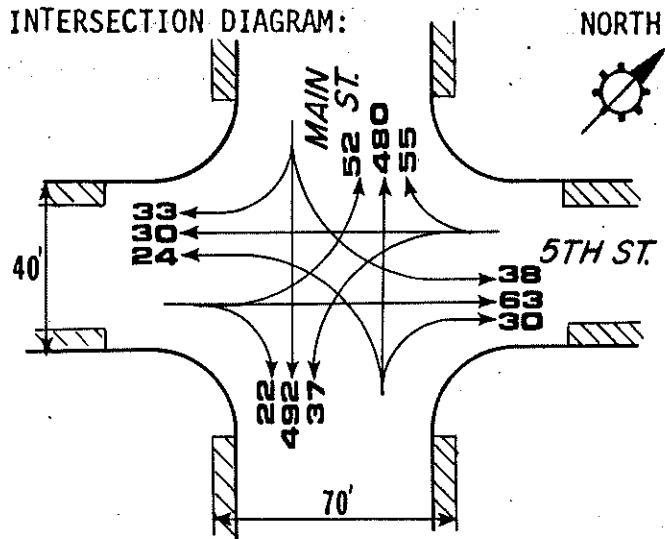 INTERSECTION DIAGRAM: NORTH
MAIN ST.
52 480 55
33
30
24
5TH ST.
38
63
30
40'
22 492 37
70'